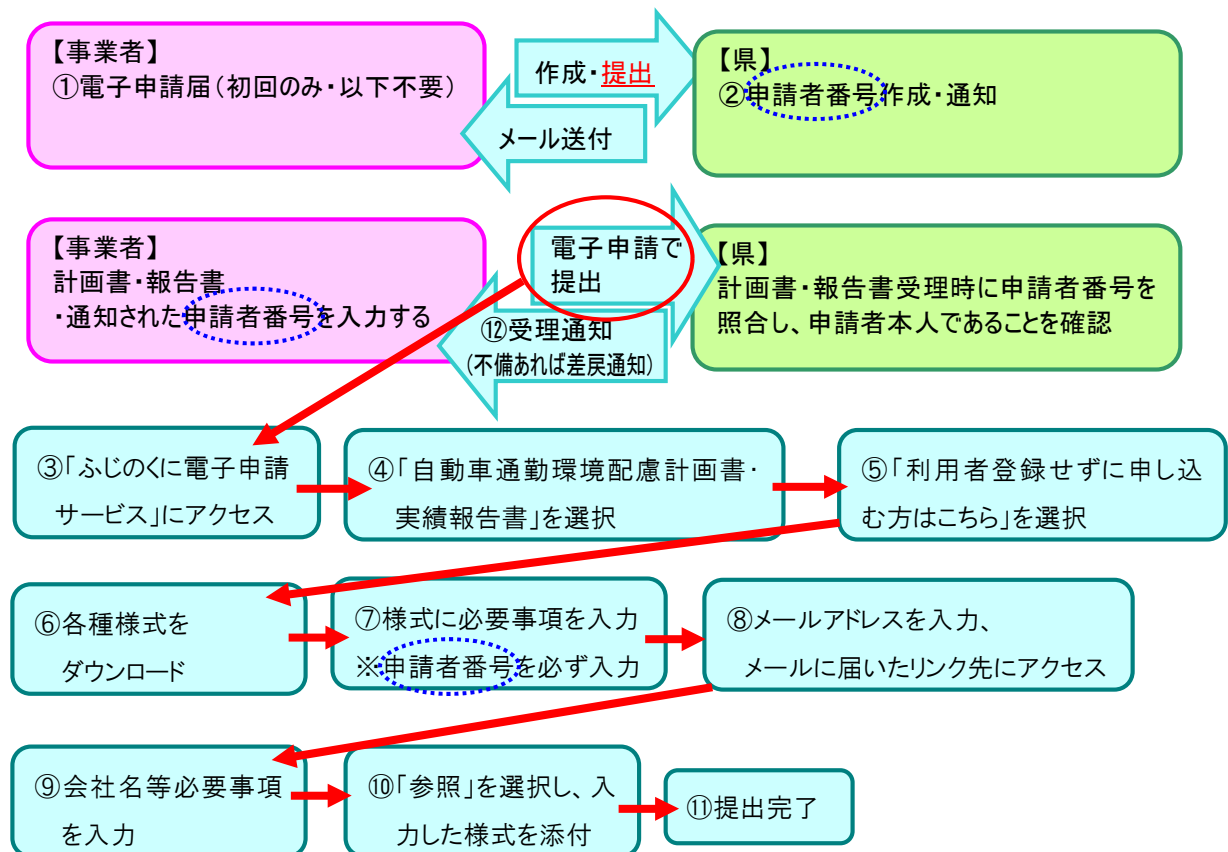 【事業者】
①電子申請届（初回のみ・以下不要）
作成・提出
メール送付
【県】
②申請者番号作成・通知
【事業者】
計画書・報告書
・通知された申請者番号を入力する
電子申請で
提出
⑫受理通知
（不備あれば差戻通知）
【県】
計画書・報告書受理時に申請者番号を
照合し、申請者本人であることを確認
③「ふじのくに電子申請
サービス」にアクセス
④「自動車通勤環境配慮計画書・
実績報告書」を選択
⑤「利用者登録せずに申し込
む方はこちら」を選択
⑥各種様式を
ダウンロード
⑦様式に必要事項を入力
※申請者番号を必ず入力
⑧メールアドレスを入力、
メールに届いたリンク先にアクセス
⑨会社名等必要事項
を入力
⑩「参照」を選択し、入
力した様式を添付
⑪提出完了